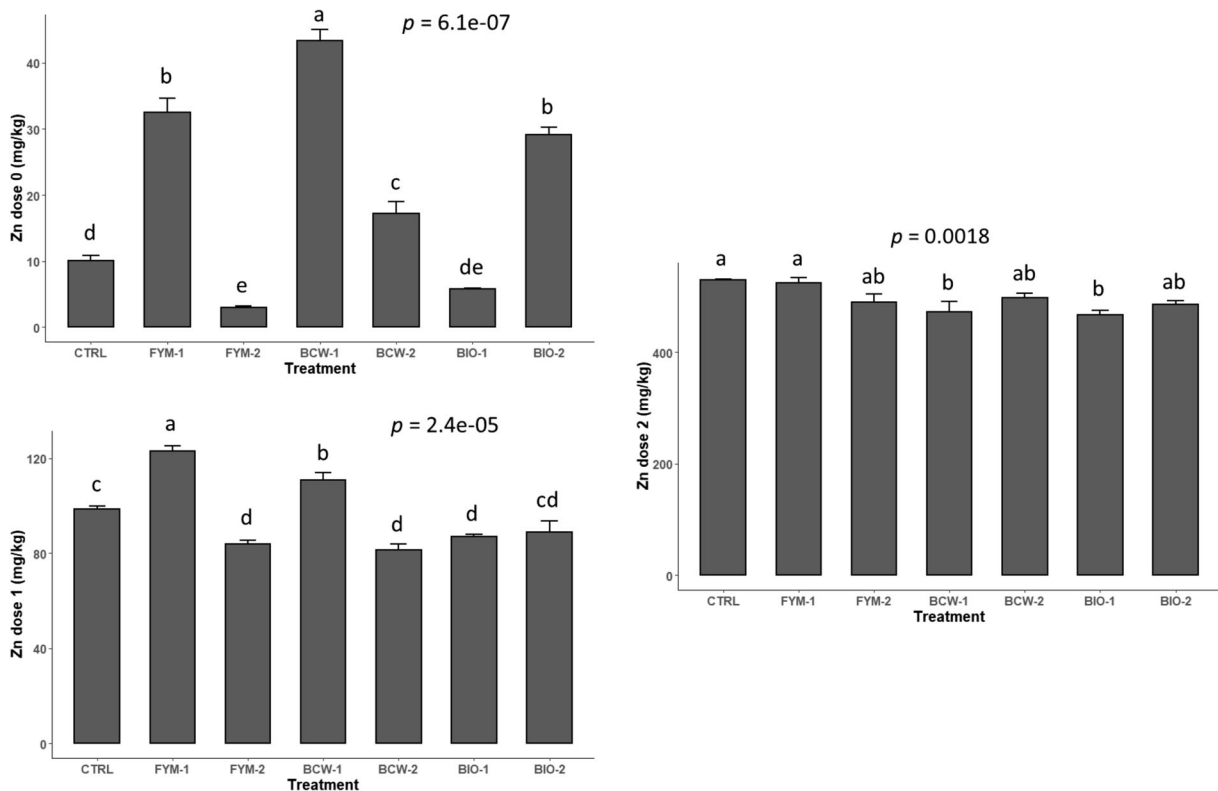 p = 6.1e-07
Zn dose 0 (mg/kg)
40
30
20
10
0
d
b
e
a
c
de
b
CTRL FYM-1 FYM-2 BCW-1 BCW-2 BIO-1 BIO-2
Treatment
p = 2.4e-05
Zn dose 1 (mg/kg)
120
80
40
0
c
a
d
b
d
d
cd
CTRL FYM-1 FYM-2 BCW-1 BCW-2 BIO-1 BIO-2
Treatment
p = 0.0018
Zn dose 2 (mg/kg)
400
200
0
a
a
ab
b
ab
b
ab
CTRL FYM-1 FYM-2 BCW-1 BCW-2 BIO-1 BIO-2
Treatment